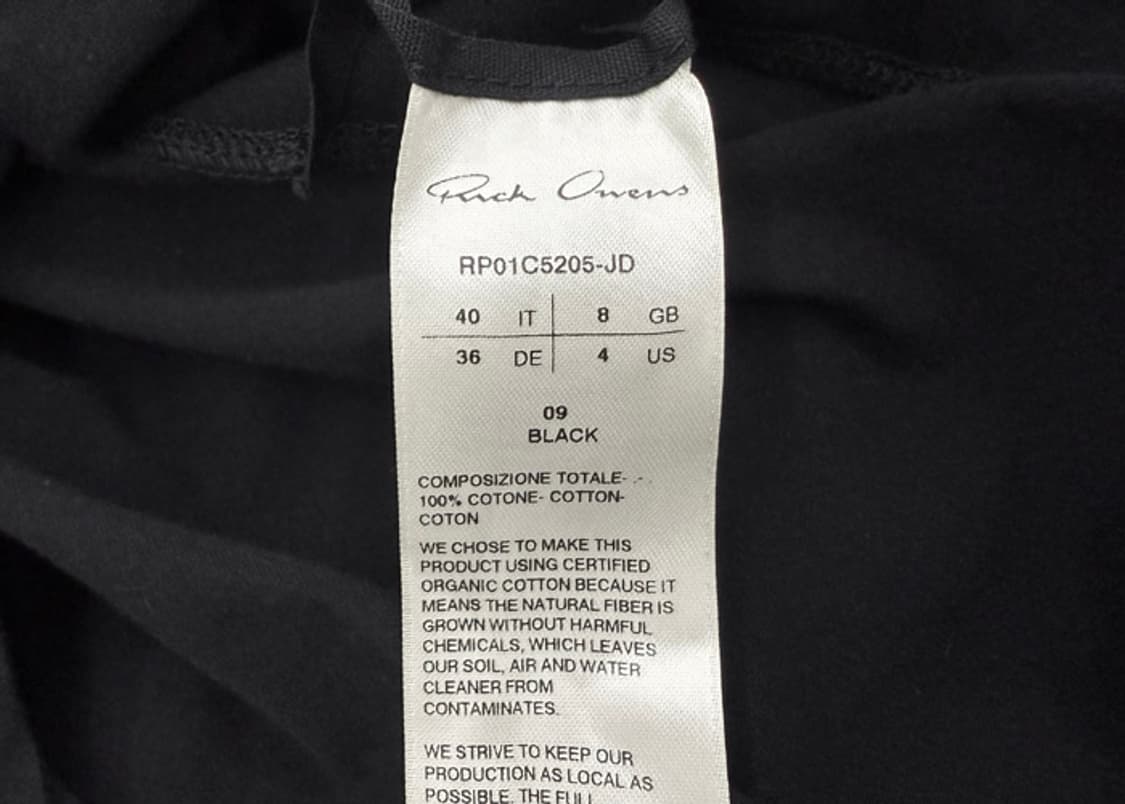 Rick Owens
RP01C5205-JD
40 IT 8 GB
36 DE 4 US
09
BLACK
COMPOSIZIONE TOTALE-
100% COTONE- COTTON-
COTON
WE CHOSE TO MAKE THIS
PRODUCT USING CERTIFIED
ORGANIC COTTON BECAUSE IT
MEANS THE NATURAL FIBER IS
GROWN WITHOUT HARMFUL
CHEMICALS, WHICH LEAVES
OUR SOIL, AIR AND WATER
CLEANER FROM
CONTAMINATES.
WE STRIVE TO KEEP OUR
PRODUCTION AS LOCAL AS
POSSIBLE. THE FULL